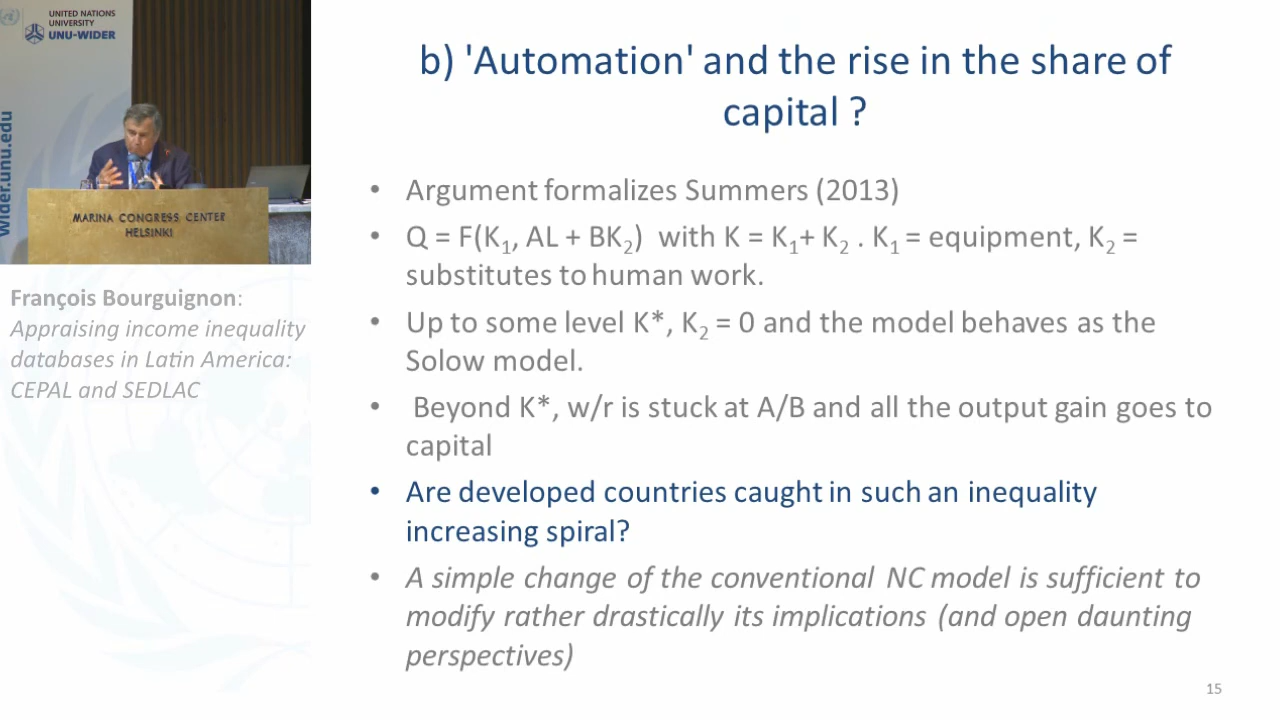 UNITED NATIONS
UNIVERSITY
UNU-WIDER
wider.unu.edu
MARINA CONGRESS CENTER
HELSINKI
François Bourguignon:
Appraising income inequality
databases in Latin America:
CEPAL and SEDLAC
b) 'Automation' and the rise in the share of
capital ?
• Argument formalizes Summers (2013)
• Q = F(K₁, AL + BK₂) with K = K₁+ K₂ . K₁ = equipment, K₂ =
substitutes to human work.
• Up to some level K*, K₂ = 0 and the model behaves as the
Solow model.
• Beyond K*, w/r is stuck at A/B and all the output gain goes to
capital
• Are developed countries caught in such an inequality
increasing spiral?
• A simple change of the conventional NC model is sufficient to
modify rather drastically its implications (and open daunting
perspectives)
15